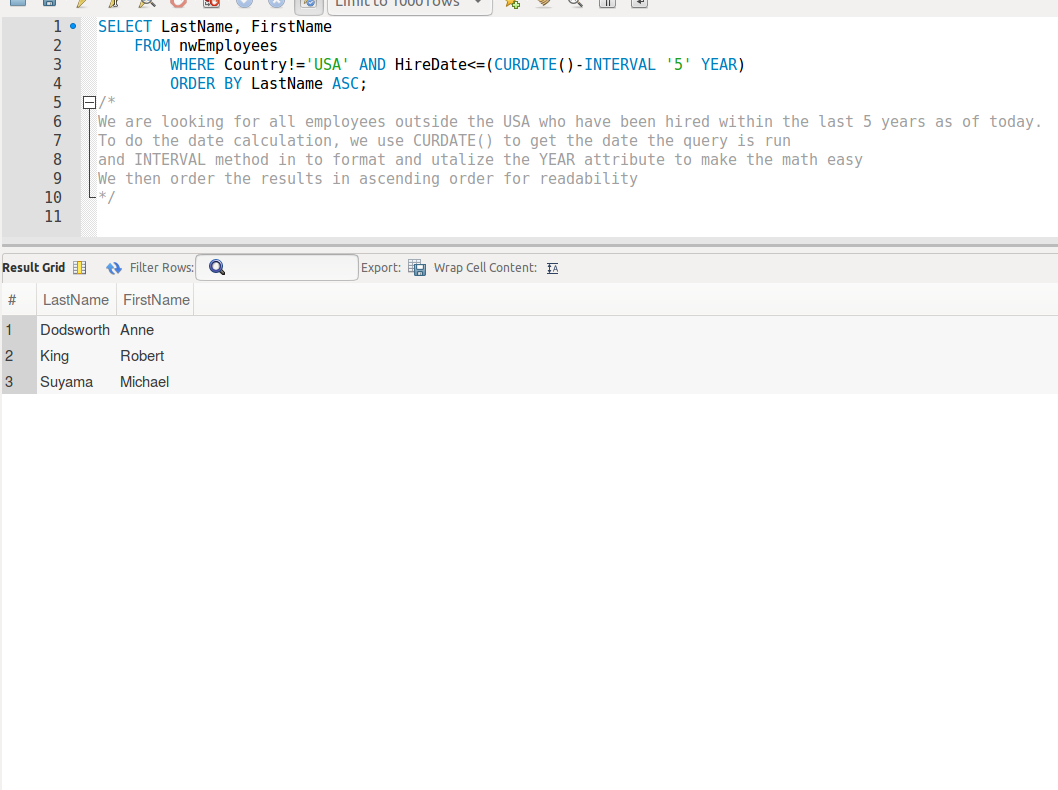 Limit to 1000 rows
1 SELECT LastName, FirstName
2 FROM nwEmployees
3 WHERE Country!='USA' AND HireDate<=(CURDATE()-INTERVAL '5' YEAR)
4 ORDER BY LastName ASC;
5 /*
6 We are looking for all employees outside the USA who have been hired within the last 5 years as of today.
7 To do the date calculation, we use CURDATE() to get the date the query is run
8 and INTERVAL method in to format and utalize the YEAR attribute to make the math easy
9 We then order the results in ascending order for readability
10 */
11
Result Grid Filter Rows: Export: Wrap Cell Content: IA
# LastName FirstName
1 Dodsworth Anne
2 King Robert
3 Suyama Michael